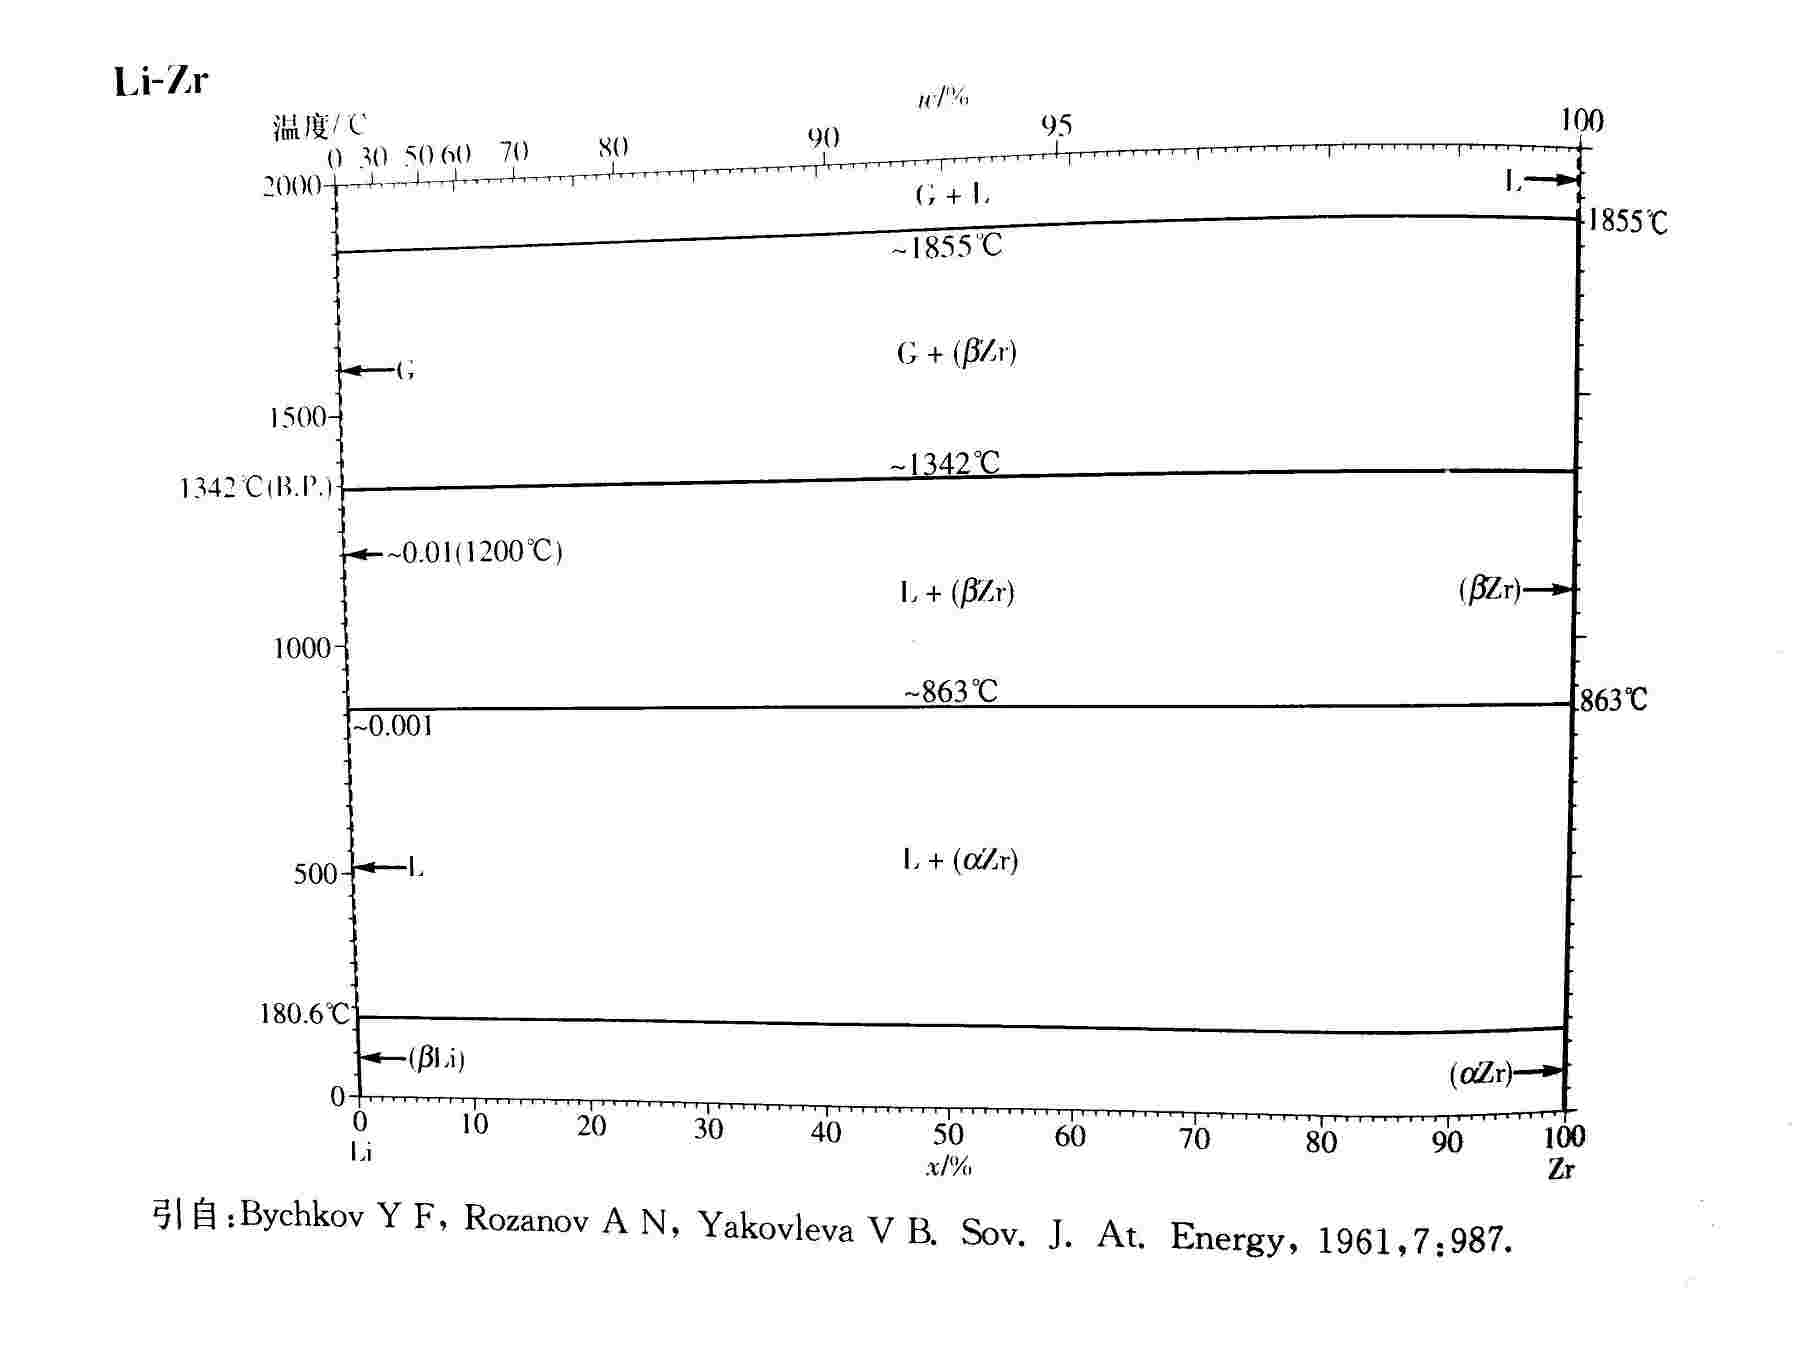 Li-Zr
w/%
温度/℃
0 30 50 60 70 80 90 95 100
2000
G + L
L
1855℃
~1855℃
G + (βZr)
G
1500
~1342℃
1342℃(B.P.)
~0.01(1200℃)
L + (βZr)
(βZr)
1000
~863℃
863℃
~0.001
L + (αZr)
L
500
180.6℃
(βLi)
(αZr)
0
0 10 20 30 40 50 60 70 80 90 100
Li x/% Zr
引自:Bychkov Y F, Rozanov A N, Yakovleva V B. Sov. J. At. Energy, 1961,7:987.